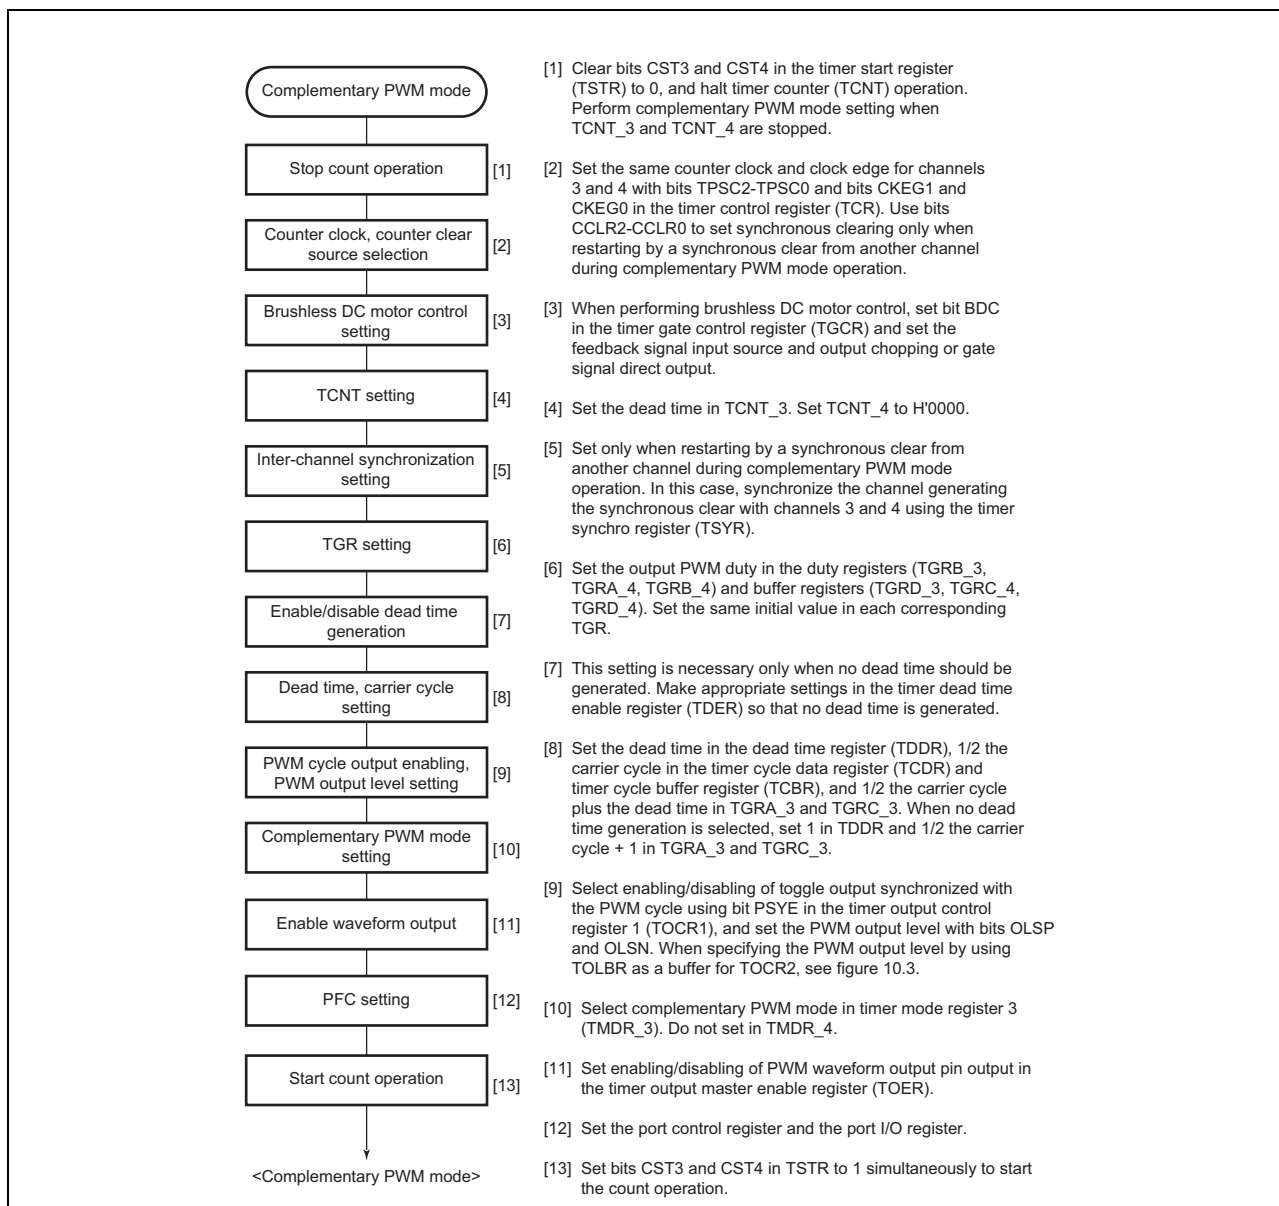 Complementary PWM mode
Stop count operation
[1]
Counter clock, counter clear
source selection
[2]
Brushless DC motor control
setting
[3]
TCNT setting
[4]
Inter-channel synchronization
setting
[5]
TGR setting
[6]
Enable/disable dead time
generation
[7]
Dead time, carrier cycle
setting
[8]
PWM cycle output enabling,
PWM output level setting
[9]
Complementary PWM mode
setting
[10]
Enable waveform output
[11]
PFC setting
[12]
Start count operation
[13]
<Complementary PWM mode>
[1] Clear bits CST3 and CST4 in the timer start register
(TSTR) to 0, and halt timer counter (TCNT) operation.
Perform complementary PWM mode setting when
TCNT_3 and TCNT_4 are stopped.
[2] Set the same counter clock and clock edge for channels
3 and 4 with bits TPSC2-TPSC0 and bits CKEG1 and
CKEG0 in the timer control register (TCR). Use bits
CCLR2-CCLR0 to set synchronous clearing only when
restarting by a synchronous clear from another channel
during complementary PWM mode operation.
[3] When performing brushless DC motor control, set bit BDC
in the timer gate control register (TGCR) and set the
feedback signal input source and output chopping or gate
signal direct output.
[4] Set the dead time in TCNT_3. Set TCNT_4 to H'0000.
[5] Set only when restarting by a synchronous clear from
another channel during complementary PWM mode
operation. In this case, synchronize the channel generating
the synchronous clear with channels 3 and 4 using the timer
synchro register (TSYR).
[6] Set the output PWM duty in the duty registers (TGRB_3,
TGRA_4, TGRB_4) and buffer registers (TGRD_3, TGRC_4,
TGRD_4). Set the same initial value in each corresponding
TGR.
[7] This setting is necessary only when no dead time should be
generated. Make appropriate settings in the timer dead time
enable register (TDER) so that no dead time is generated.
[8] Set the dead time in the dead time register (TDDR), 1/2 the
carrier cycle in the timer cycle data register (TCDR) and
timer cycle buffer register (TCBR), and 1/2 the carrier cycle
plus the dead time in TGRA_3 and TGRC_3. When no dead
time generation is selected, set 1 in TDDR and 1/2 the carrier
cycle + 1 in TGRA_3 and TGRC_3.
[9] Select enabling/disabling of toggle output synchronized with
the PWM cycle using bit PSYE in the timer output control
register 1 (TOCR1), and set the PWM output level with bits OLSP
and OLSN. When specifying the PWM output level by using
TOLBR as a buffer for TOCR2, see figure 10.3.
[10] Select complementary PWM mode in timer mode register 3
(TMDR_3). Do not set in TMDR_4.
[11] Set enabling/disabling of PWM waveform output pin output in
the timer output master enable register (TOER).
[12] Set the port control register and the port I/O register.
[13] Set bits CST3 and CST4 in TSTR to 1 simultaneously to start
the count operation.